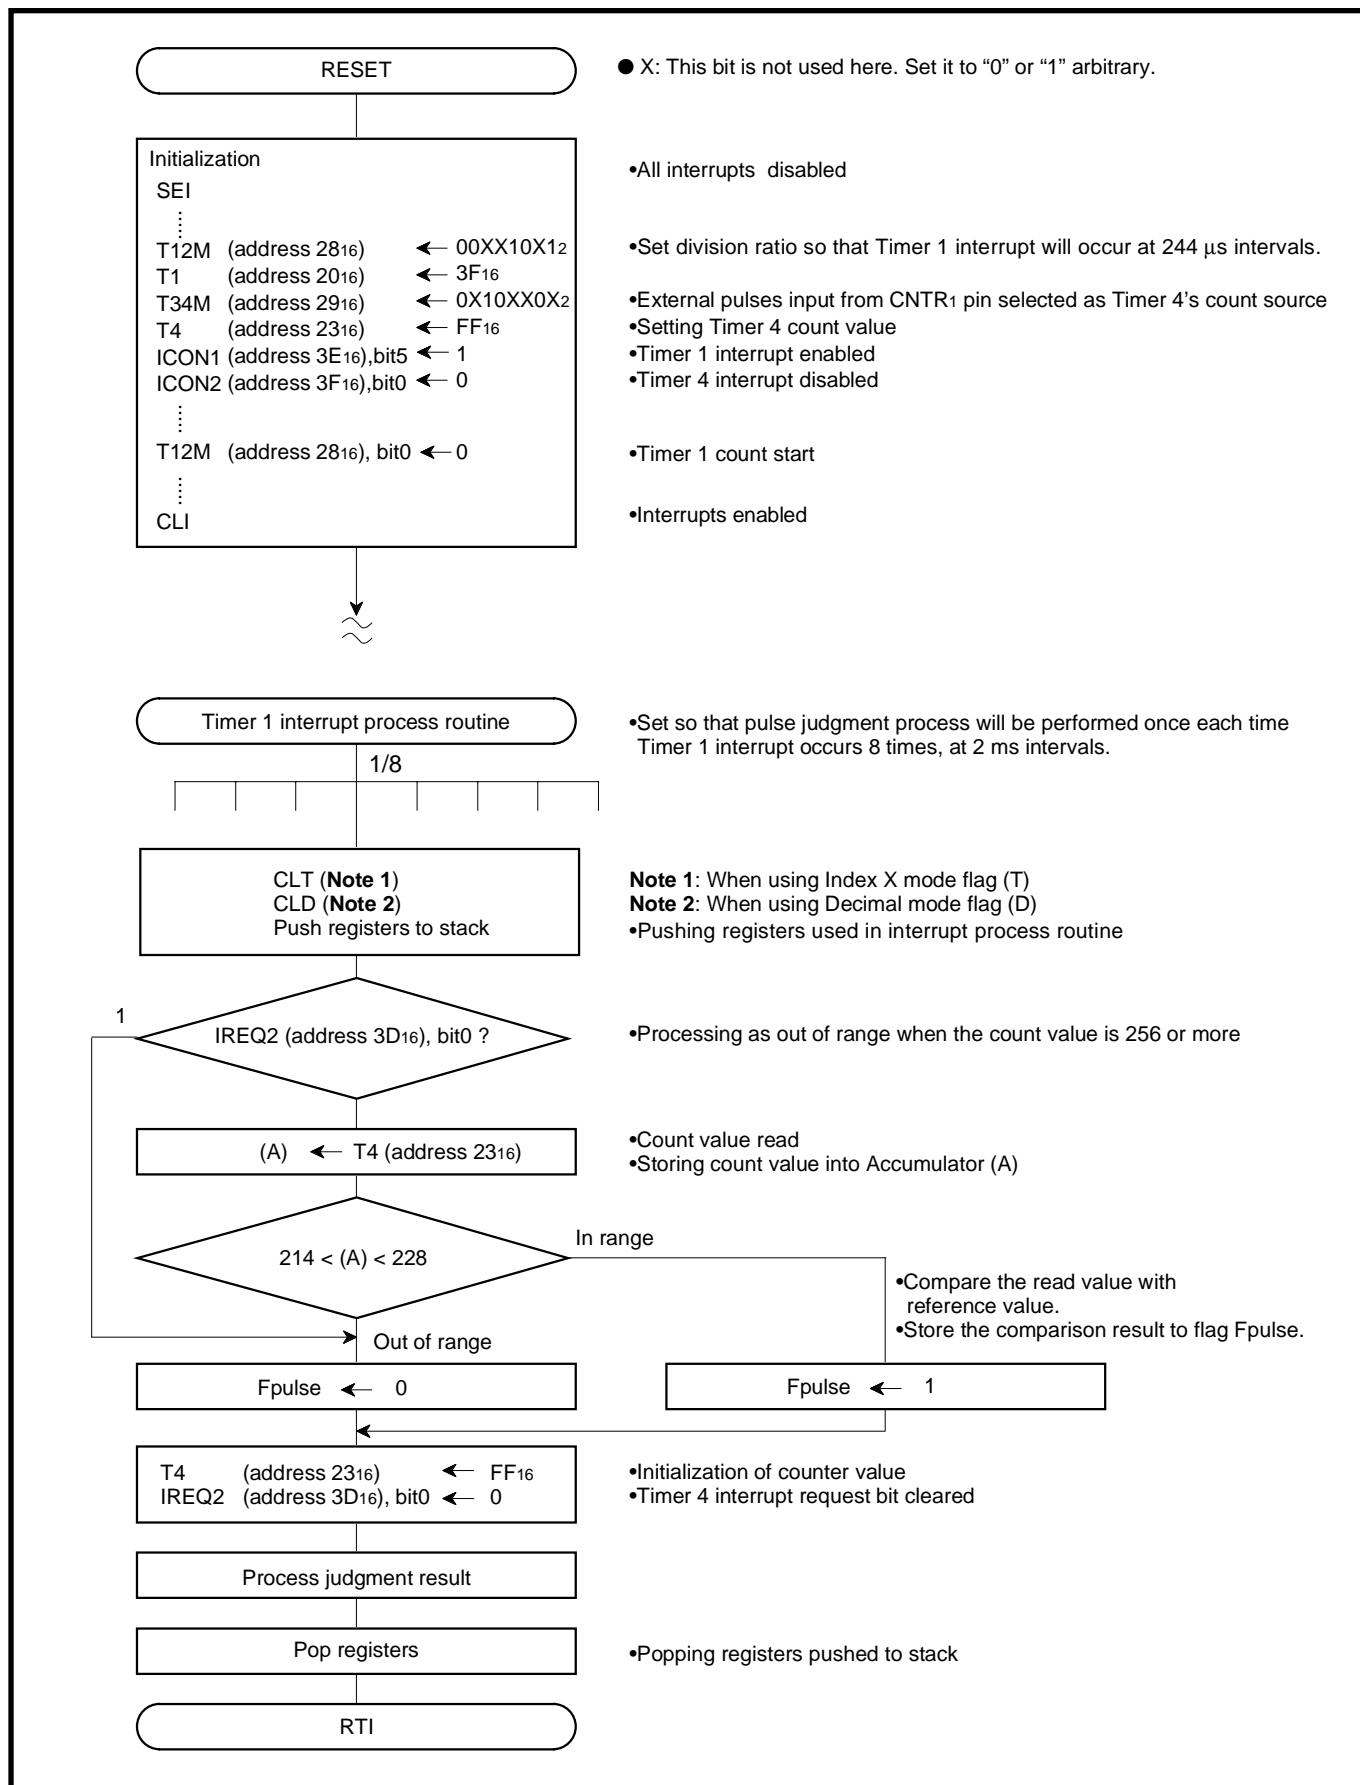 RESET
● X: This bit is not used here. Set it to “0” or “1” arbitrary.
Initialization
SEI
•All interrupts disabled
T12M (address 2816) ← 00XX10X12
•Set division ratio so that Timer 1 interrupt will occur at 244 μs intervals.
T1 (address 2016) ← 3F16
T34M (address 2916) ← 0X10XX0X2
•External pulses input from CNTR1 pin selected as Timer 4’s count source
T4 (address 2316) ← FF16
•Setting Timer 4 count value
ICON1 (address 3E16),bit5 ← 1
•Timer 1 interrupt enabled
ICON2 (address 3F16),bit0 ← 0
•Timer 4 interrupt disabled
T12M (address 2816), bit0 ← 0
•Timer 1 count start
CLI
•Interrupts enabled
Timer 1 interrupt process routine
•Set so that pulse judgment process will be performed once each time
Timer 1 interrupt occurs 8 times, at 2 ms intervals.
1/8
CLT (Note 1)
CLD (Note 2)
Push registers to stack
Note 1: When using Index X mode flag (T)
Note 2: When using Decimal mode flag (D)
•Pushing registers used in interrupt process routine
1
IREQ2 (address 3D16), bit0 ?
•Processing as out of range when the count value is 256 or more
(A) ← T4 (address 2316)
•Count value read
•Storing count value into Accumulator (A)
214 < (A) < 228
In range
•Compare the read value with
reference value.
•Store the comparison result to flag Fpulse.
Out of range
Fpulse ← 0
Fpulse ← 1
T4 (address 2316) ← FF16
IREQ2 (address 3D16), bit0 ← 0
•Initialization of counter value
•Timer 4 interrupt request bit cleared
Process judgment result
Pop registers
•Popping registers pushed to stack
RTI